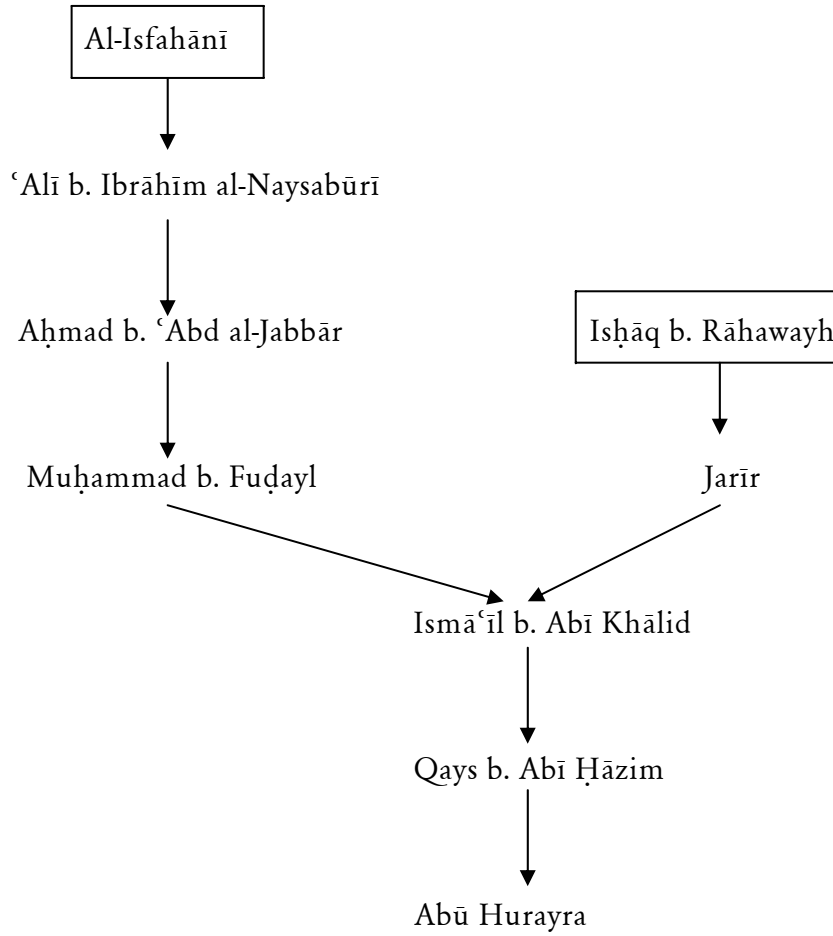 Al-Isfahānī
ʿAlī b. Ibrāhīm al-Naysabūrī
Aḥmad b. ʿAbd al-Jabbār
Isḥāq b. Rāhawayh
Muḥammad b. Fuḍayl
Jarīr
Ismāʿīl b. Abī Khālid
Qays b. Abī Ḥāzim
Abū Hurayra